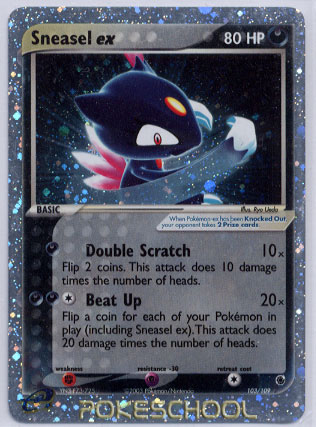 Sneasel ex 80 HP
Illus. Ryo Ueda
BASIC
When Pokémon-ex has been Knocked Out,
your opponent takes 2 Prize cards.
Double Scratch 10x
Flip 2 coins. This attack does 10 damage
times the number of heads.
Beat Up 20x
Flip a coin for each of your Pokémon in
play (including Sneasel ex). This attack does
20 damage times the number of heads.
weakness resistance -30 retreat cost
©2003 Pokémon/Nintendo 103/109
e POKESCHOOL